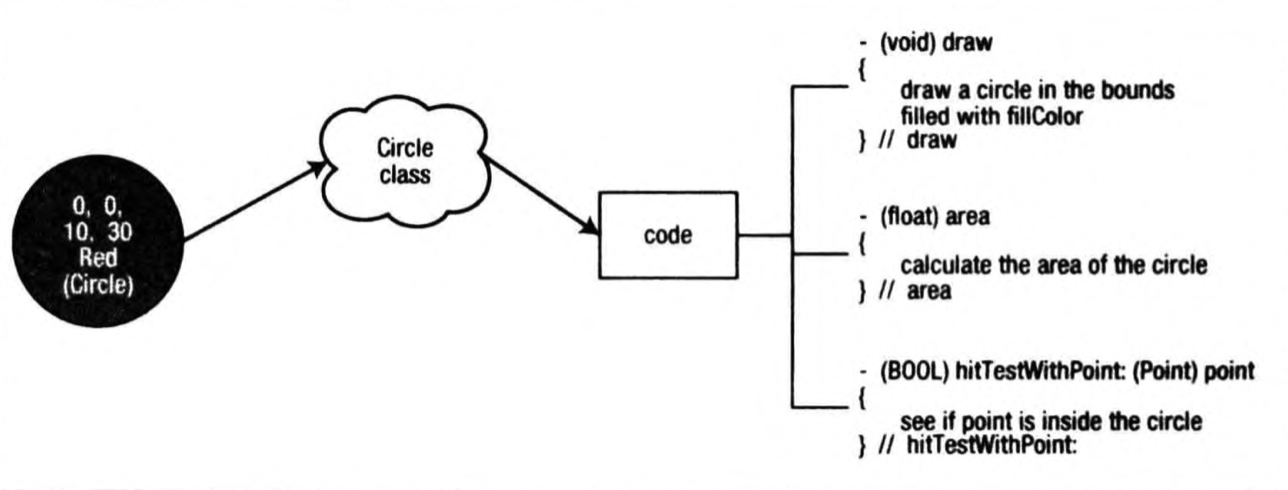 0, 0,
10, 30
Red
(Circle)
Circle
class
code
- (void) draw
{
draw a circle in the bounds
filled with fillColor
} // draw
- (float) area
{
calculate the area of the circle
} // area
- (BOOL) hitTestWithPoint: (Point) point
{
see if point is inside the circle
} // hitTestWithPoint: